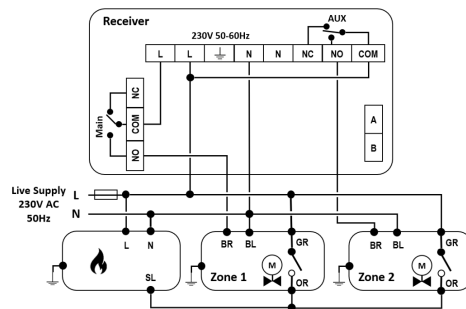 Receiver
AUX
230V 50-60Hz
L L N N NC NO COM
Main
NC
COM
NO
A
B
Live Supply
230V AC
50Hz
L
N
L N
SL
BR BL GR
M
Zone 1
OR
BR BL GR
M
Zone 2
OR